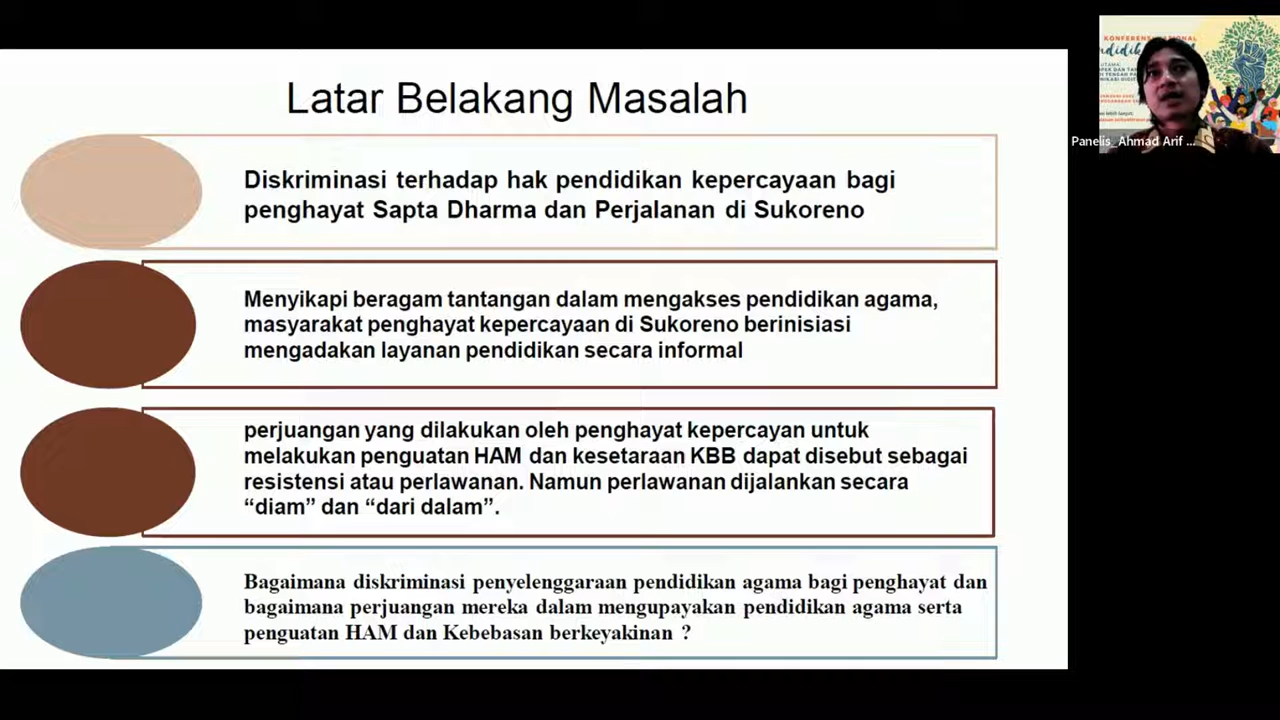 Latar Belakang Masalah
Diskriminasi terhadap hak pendidikan kepercayaan bagi
penghayat Sapta Dharma dan Perjalanan di Sukoreno
Menyikapi beragam tantangan dalam mengakses pendidikan agama,
masyarakat penghayat kepercayaan di Sukoreno berinisiasi
mengadakan layanan pendidikan secara informal
perjuangan yang dilakukan oleh penghayat kepercayan untuk
melakukan penguatan HAM dan kesetaraan KBB dapat disebut sebagai
resistensi atau perlawanan. Namun perlawanan dijalankan secara
“diam” dan “dari dalam”.
Bagaimana diskriminasi penyelenggaraan pendidikan agama bagi penghayat dan
bagaimana perjuangan mereka dalam mengupayakan pendidikan agama serta
penguatan HAM dan Kebebasan berkeyakinan ?
Panelis_ Ahmad Arif ...